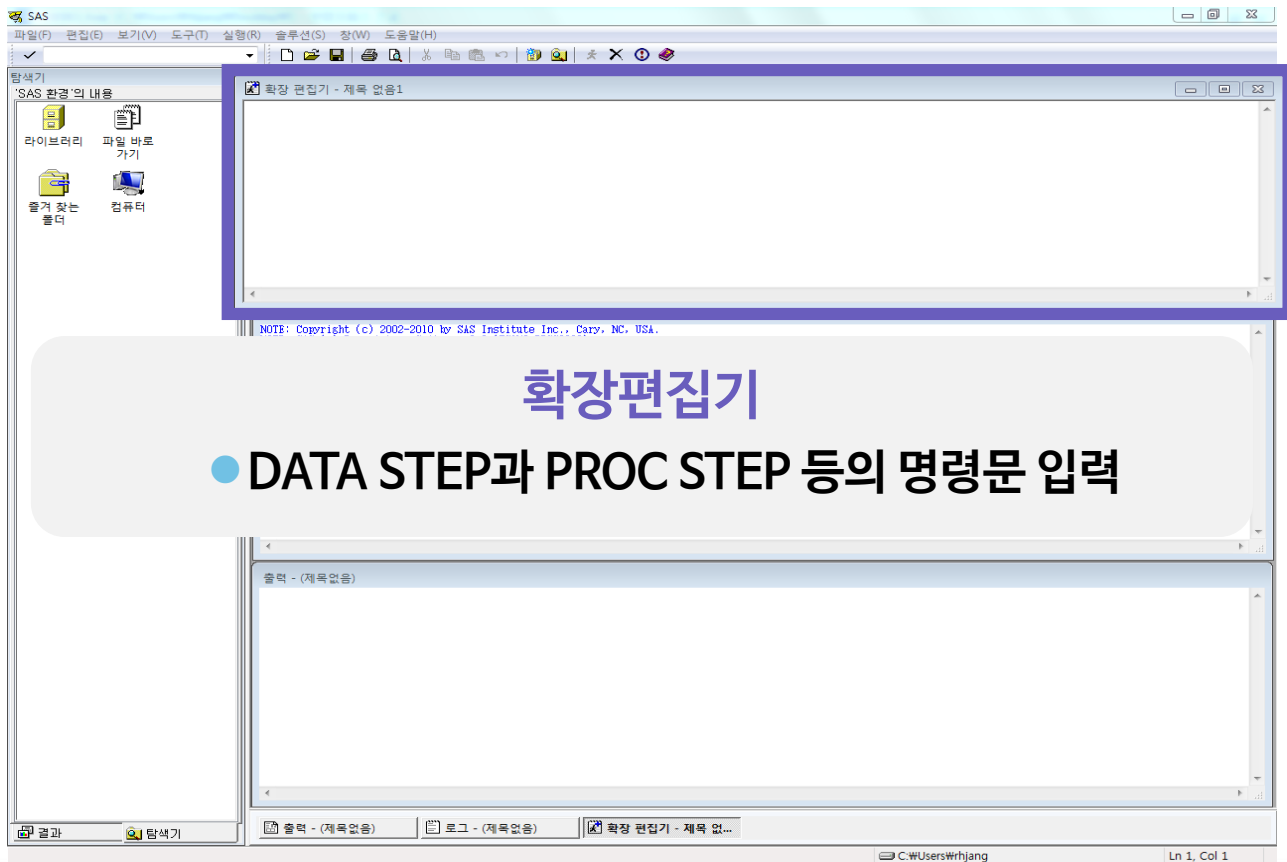 SAS
파일(F) 편집(E) 보기(V) 도구(T) 실행(R) 솔루션(S) 창(W) 도움말(H)
탐색기
'SAS 환경'의 내용
라이브러리
파일 바로
가기
즐겨 찾는
폴더
컴퓨터
확장 편집기 - 제목 없음1
NOTE: Copyright (c) 2002-2010 by SAS Institute Inc., Cary, NC, USA.
확장편집기
DATA STEP과 PROC STEP 등의 명령문 입력
출력 - (제목없음)
결과
탐색기
출력 - (제목없음)
로그 - (제목없음)
확장 편집기 - 제목 없...
C:₩Users₩rhjang
Ln 1, Col 1